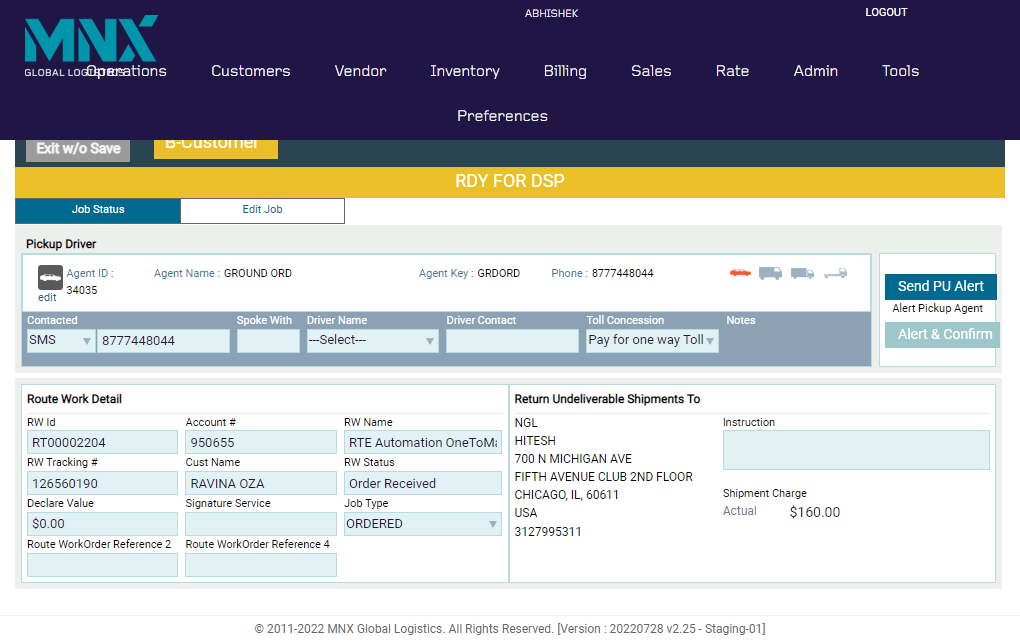 ABHISHEK
LOGOUT
MNX
GLOBAL LOGISTICS
Operations Customers Vendor Inventory Billing Sales Rate Admin Tools
Preferences
Exit w/o Save B-Customer
RDY FOR DSP
Job Status Edit Job
Pickup Driver
Agent ID : Agent Name : GROUND ORD Agent Key : GRDORD Phone : 8777448044
34035
edit
Send PU Alert
Alert Pickup Agent
Alert & Confirm
Contacted Spoke With Driver Name Driver Contact Toll Concession Notes
SMS 8777448044 ---Select--- Pay for one way Toll
Route Work Detail
RW Id Account # RW Name
RT00002204 950655 RTE Automation OneToMa
RW Tracking # Cust Name RW Status
126560190 RAVINA OZA Order Received
Declare Value Signature Service Job Type
$0.00 ORDERED
Route WorkOrder Reference 2 Route WorkOrder Reference 4
Return Undeliverable Shipments To
NGL
HITESH
700 N MICHIGAN AVE
FIFTH AVENUE CLUB 2ND FLOOR
CHICAGO, IL, 60611
USA
3127995311
Instruction
Shipment Charge
Actual $160.00
© 2011-2022 MNX Global Logistics. All Rights Reserved. [Version : 20220728 v2.25 - Staging-01]